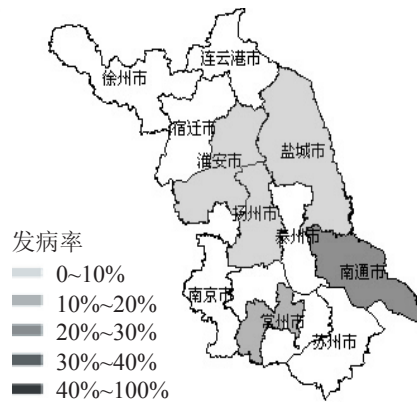 连云港市
徐州市
宿迁市
淮安市
盐城市
扬州市
泰州市
南通市
南京市
常州市
苏州市
发病率
0~10%
10%~20%
20%~30%
30%~40%
40%~100%